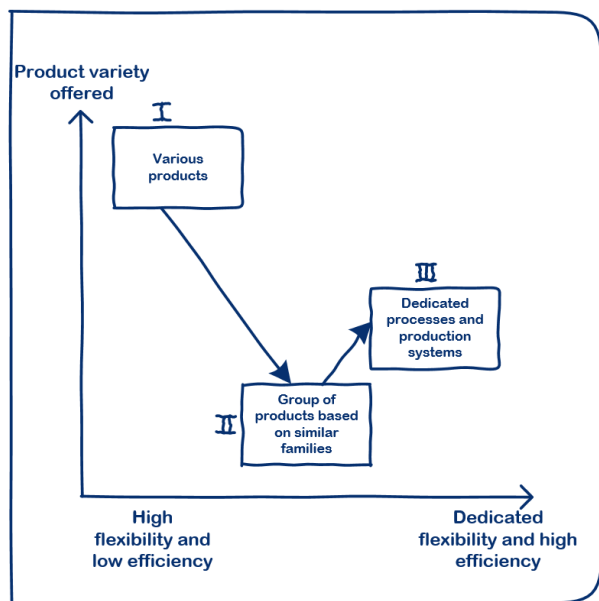 Product variety
offered
I
Various
products
III
Dedicated
processes and
production
systems
II
Group of
products based
on similar
families
High
flexibility and
low efficiency
Dedicated
flexibility and high
efficiency